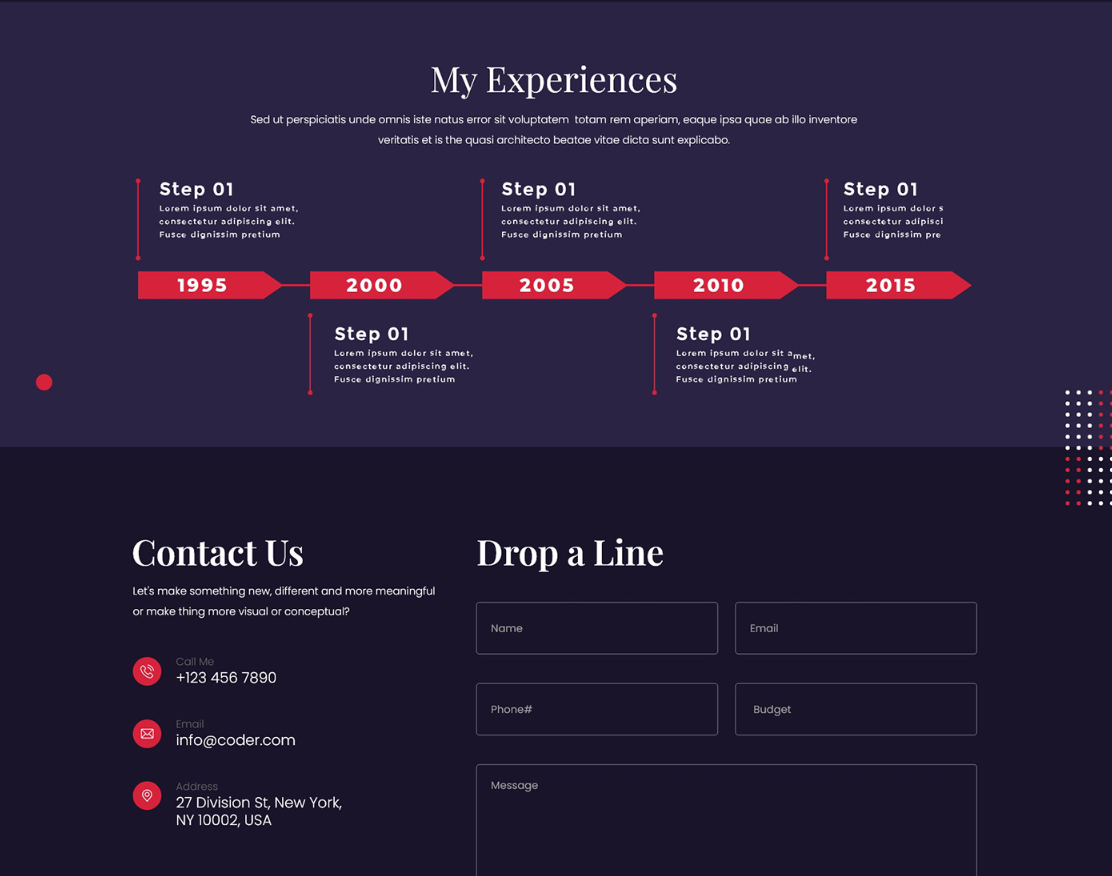 My Experiences
Sed ut perspiciatis unde omnis iste natus error sit voluptatem totam rem aperiam, eaque ipsa quae ab illo inventore
veritatis et is the quasi architecto beatae vitae dicta sunt explicabo.
Step 01
Lorem ipsum dolor sit amet,
consectetur adipiscing elit.
Fusce dignissim pretium
Step 01
Lorem ipsum dolor sit amet,
consectetur adipiscing elit.
Fusce dignissim pretium
Step 01
Lorem ipsum dolor s
consectetur adipisci
Fusce dignissim pre
1995
2000
2005
2010
2015
Step 01
Lorem ipsum dolor sit amet,
consectetur adipiscing elit.
Fusce dignissim pretium
Step 01
Lorem ipsum dolor sit amet,
consectetur adipiscing elit.
Fusce dignissim pretium
Contact Us
Let's make something new, different and more meaningful
or make thing more visual or conceptual?
Call Me
+123 456 7890
Email
info@coder.com
Address
27 Division St, New York,
NY 10002, USA
Drop a Line
Name
Email
Phone#
Budget
Message